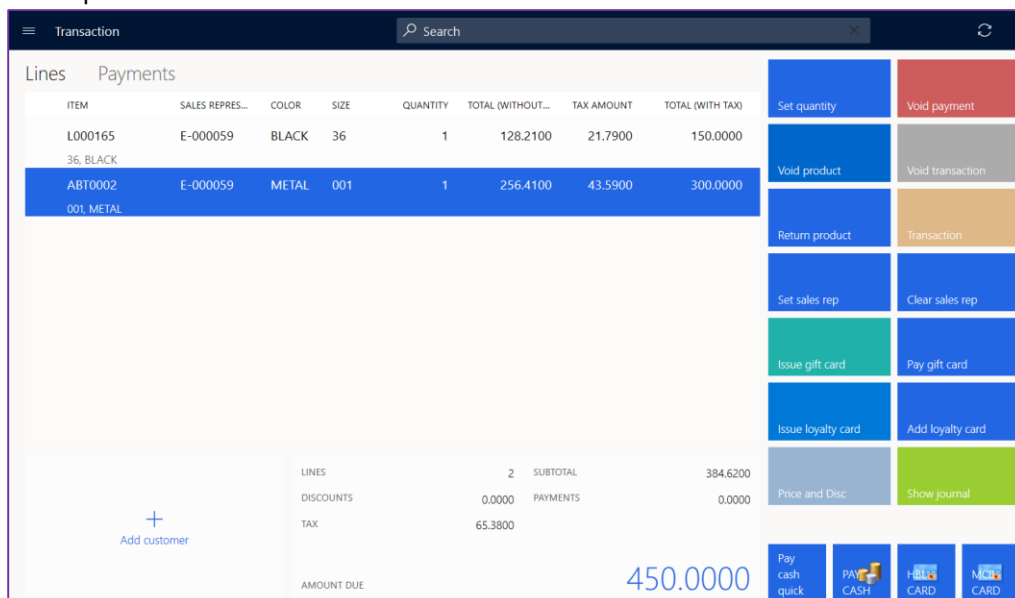 Transaction
Search
Lines Payments
ITEM SALES REPRES... COLOR SIZE QUANTITY TOTAL (WITHOUT... TAX AMOUNT TOTAL (WITH TAX)
L000165 E-000059 BLACK 36 1 128.2100 21.7900 150.0000
36, BLACK
ABT0002 E-000059 METAL 001 1 256.4100 43.5900 300.0000
001, METAL
Set quantity Void payment
Void product Void transaction
Return product Transaction
Set sales rep Clear sales rep
Issue gift card Pay gift card
Issue loyalty card Add loyalty card
Price and Disc Show journal
Add customer
LINES 2 SUBTOTAL 384.6200
DISCOUNTS 0.0000 PAYMENTS 0.0000
TAX 65.3800
AMOUNT DUE 450.0000
Pay
cash
quick
PAY
CASH
HBL
CARD
MCB
CARD